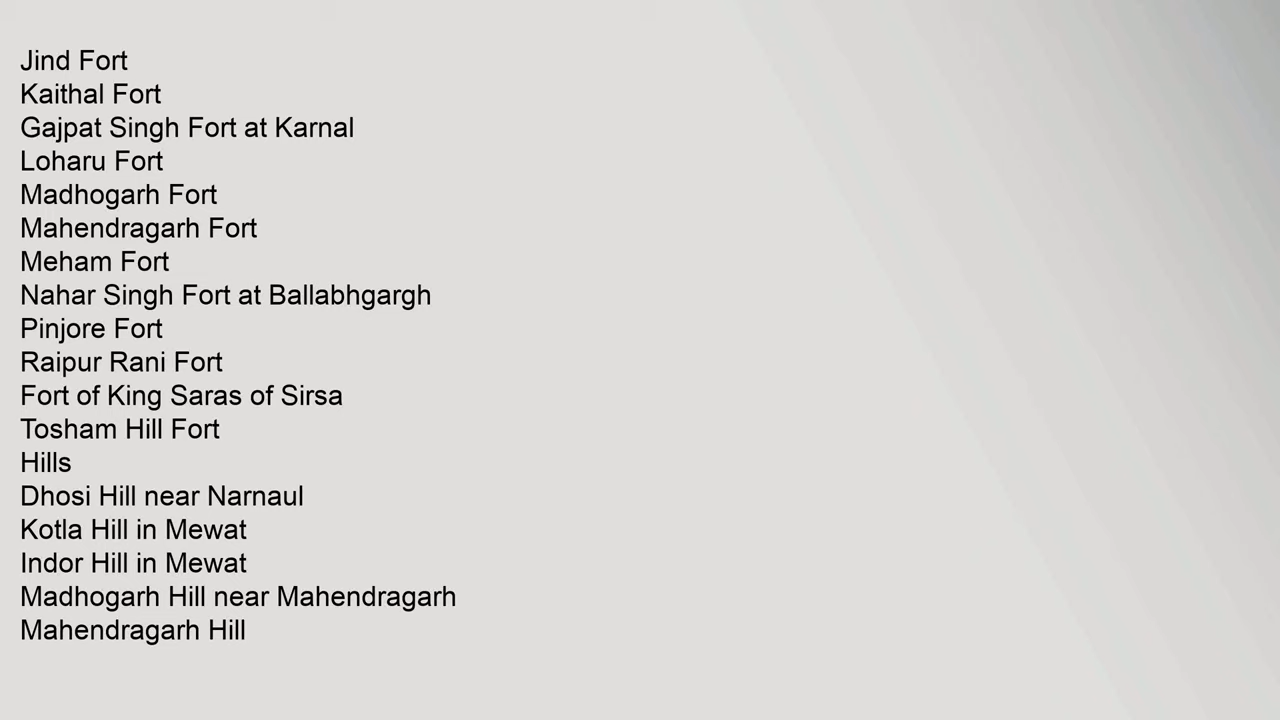 Jind Fort
Kaithal Fort
Gajpat Singh Fort at Karnal
Loharu Fort
Madhogarh Fort
Mahendragarh Fort
Meham Fort
Nahar Singh Fort at Ballabhgargh
Pinjore Fort
Raipur Rani Fort
Fort of King Saras of Sirsa
Tosham Hill Fort
Hills
Dhosi Hill near Narnaul
Kotla Hill in Mewat
Indor Hill in Mewat
Madhogarh Hill near Mahendragarh
Mahendragarh Hill